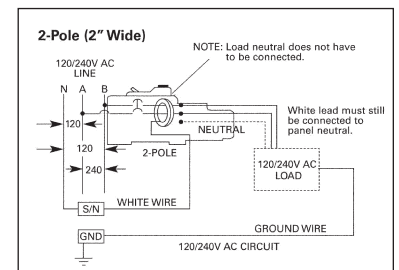 2-Pole (2" Wide)
NOTE: Load neutral does not have
to be connected.
120/240V AC
LINE
N A B
White lead must still
be connected to
panel neutral.
120
NEUTRAL
120
2-POLE
240
120/240V AC
LOAD
WHITE WIRE
S/N
GROUND WIRE
GND
120/240V AC CIRCUIT